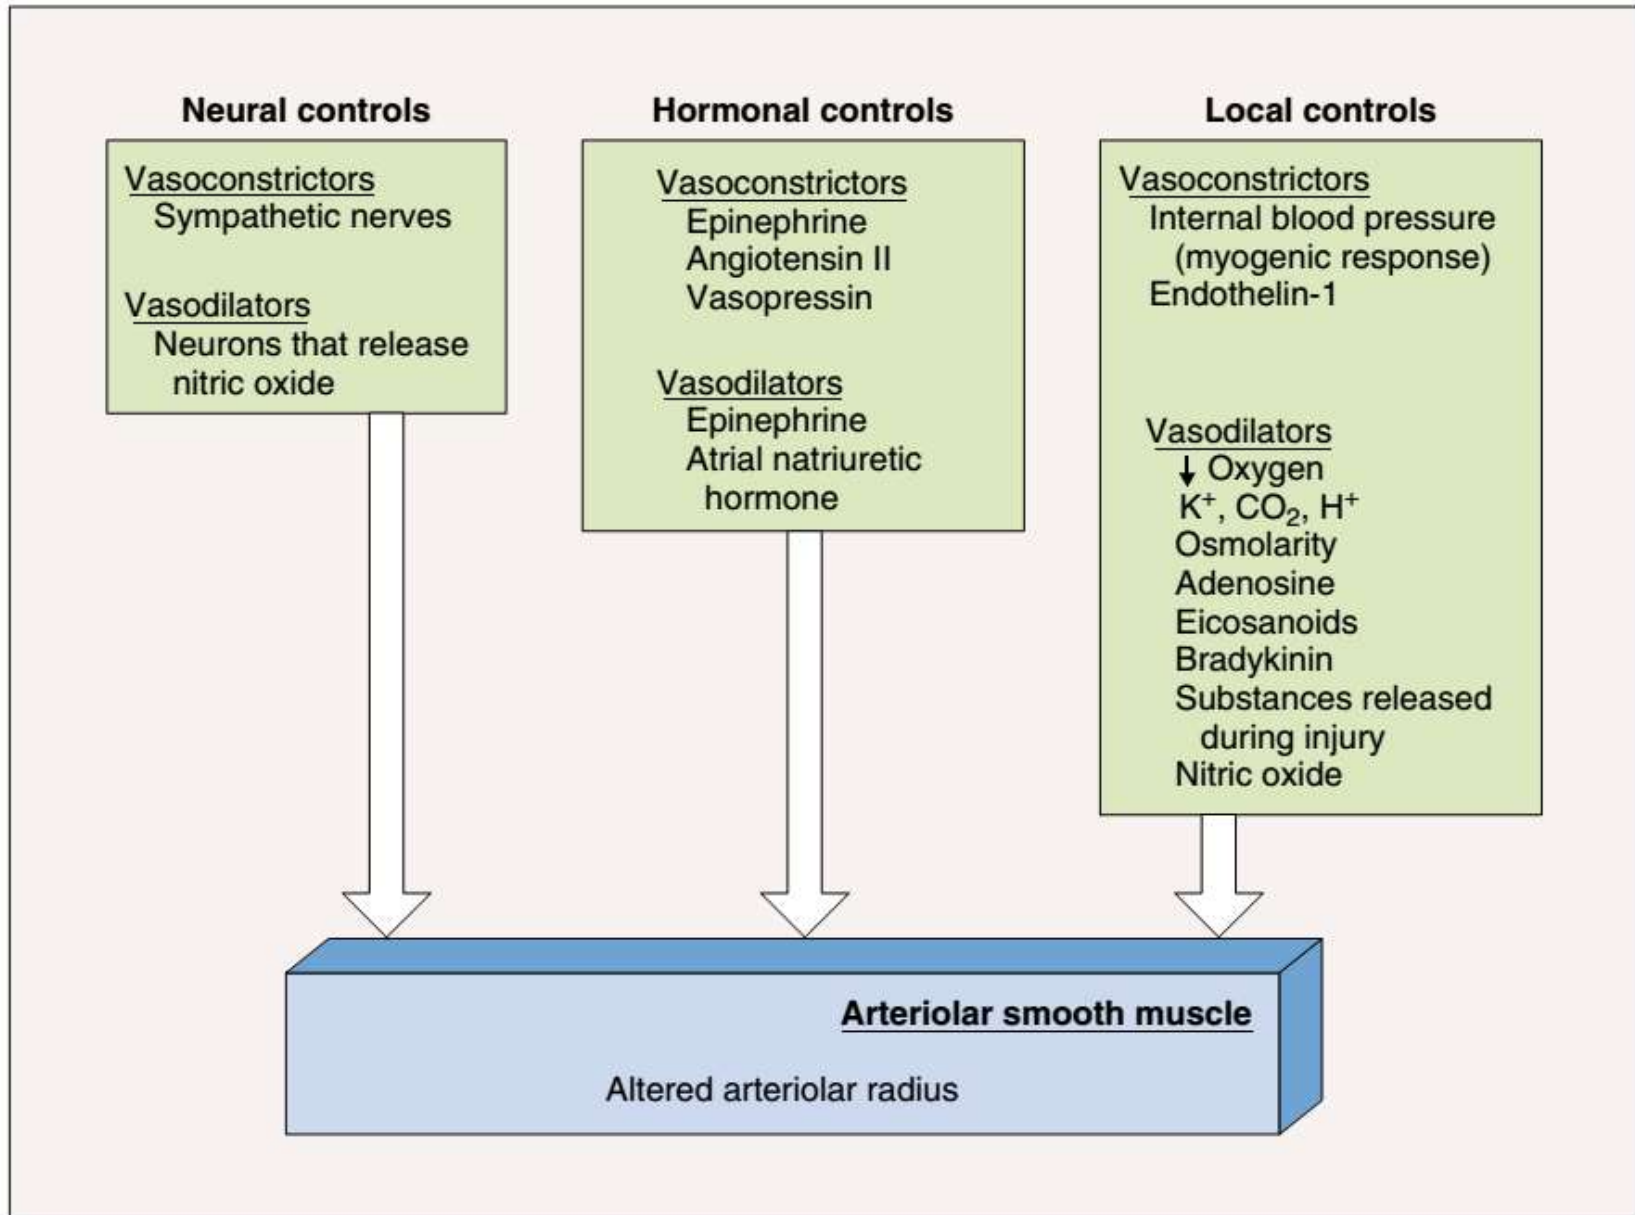 Neural controls
Vasoconstrictors
Sympathetic nerves
Vasodilators
Neurons that release
nitric oxide
Hormonal controls
Vasoconstrictors
Epinephrine
Angiotensin II
Vasopressin
Vasodilators
Epinephrine
Atrial natriuretic
hormone
Local controls
Vasoconstrictors
Internal blood pressure
(myogenic response)
Endothelin-1
Vasodilators
↓ Oxygen
K⁺, CO₂, H⁺
Osmolarity
Adenosine
Eicosanoids
Bradykinin
Substances released
during injury
Nitric oxide
Arteriolar smooth muscle
Altered arteriolar radius